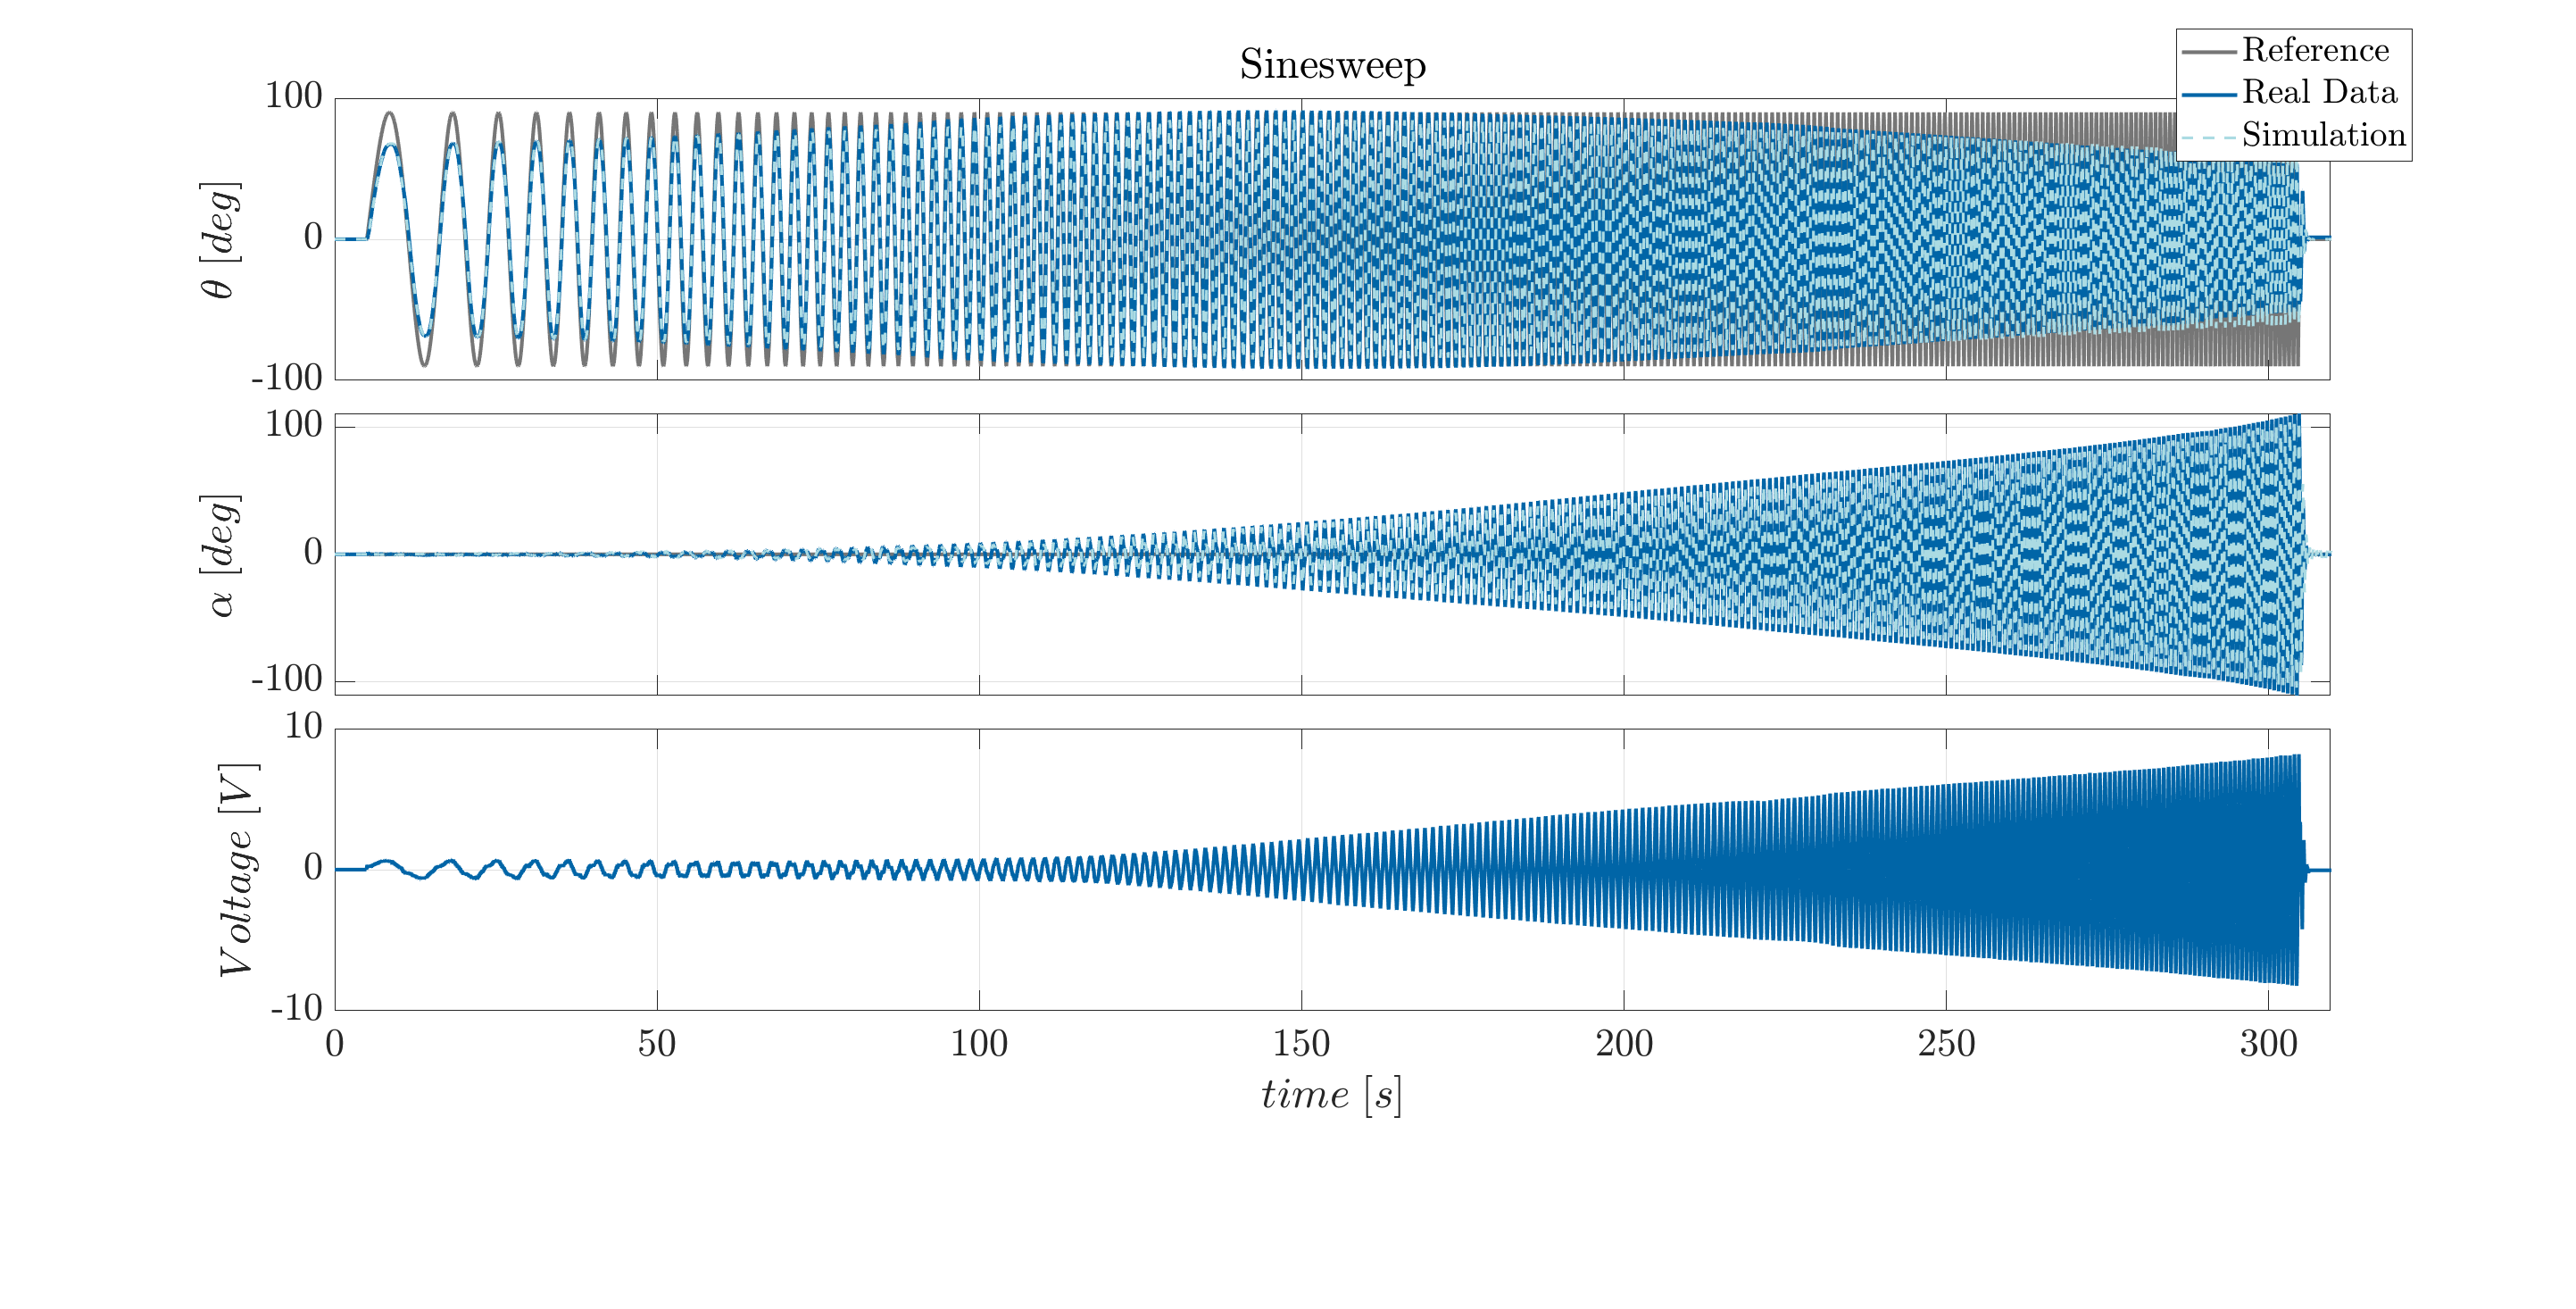 Sinesweep
Reference
Real Data
Simulation
100
0
-100
θ [deg]
100
0
-100
α [deg]
10
0
-10
Voltage [V]
0 50 100 150 200 250 300
time [s]